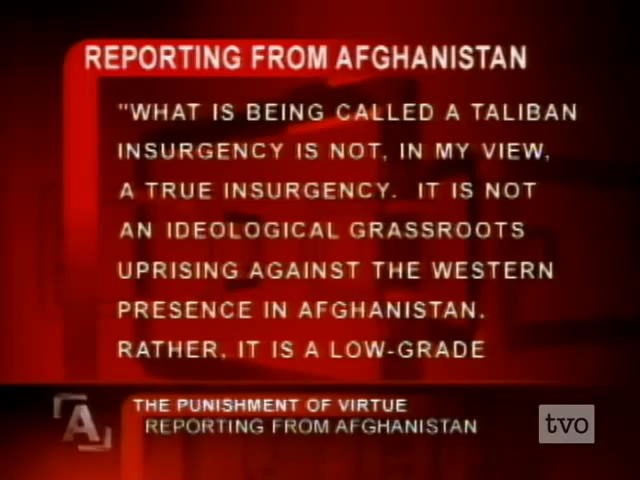 REPORTING FROM AFGHANISTAN
"WHAT IS BEING CALLED A TALIBAN
INSURGENCY IS NOT, IN MY VIEW,
A TRUE INSURGENCY. IT IS NOT
AN IDEOLOGICAL GRASSROOTS
UPRISING AGAINST THE WESTERN
PRESENCE IN AFGHANISTAN.
RATHER, IT IS A LOW-GRADE
A
THE PUNISHMENT OF VIRTUE
REPORTING FROM AFGHANISTAN
tvo